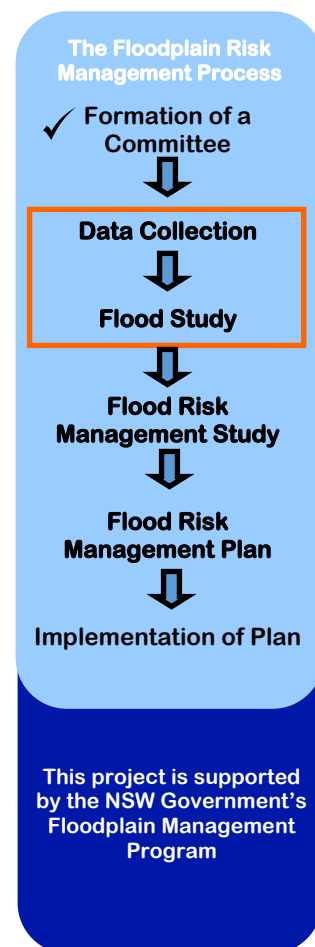 The Floodplain Risk
Management Process
Formation of a
Committee
Data Collection
Flood Study
Flood Risk
Management Study
Flood Risk
Management Plan
Implementation of Plan
This project is supported
by the NSW Government's
Floodplain Management
Program